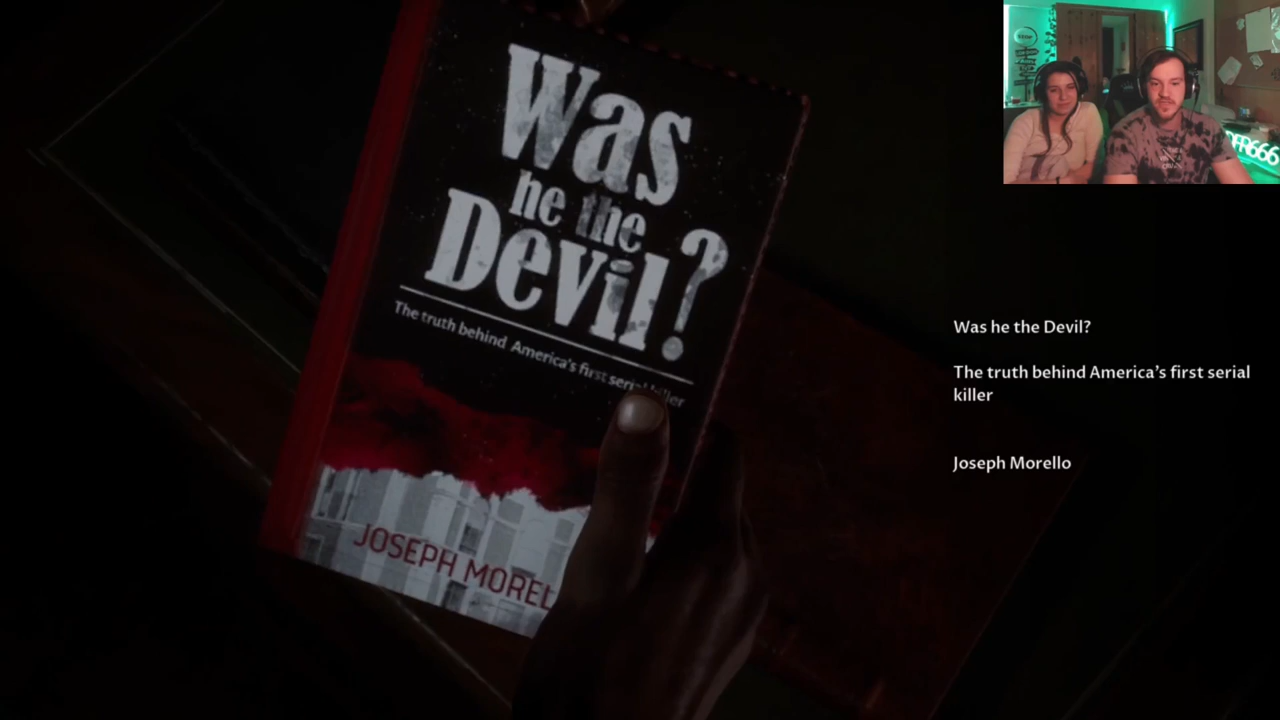 Was
he the
Devil?
The truth behind America's first serial killer
JOSEPH MOREL
Was he the Devil?
The truth behind America's first serial
killer
Joseph Morello